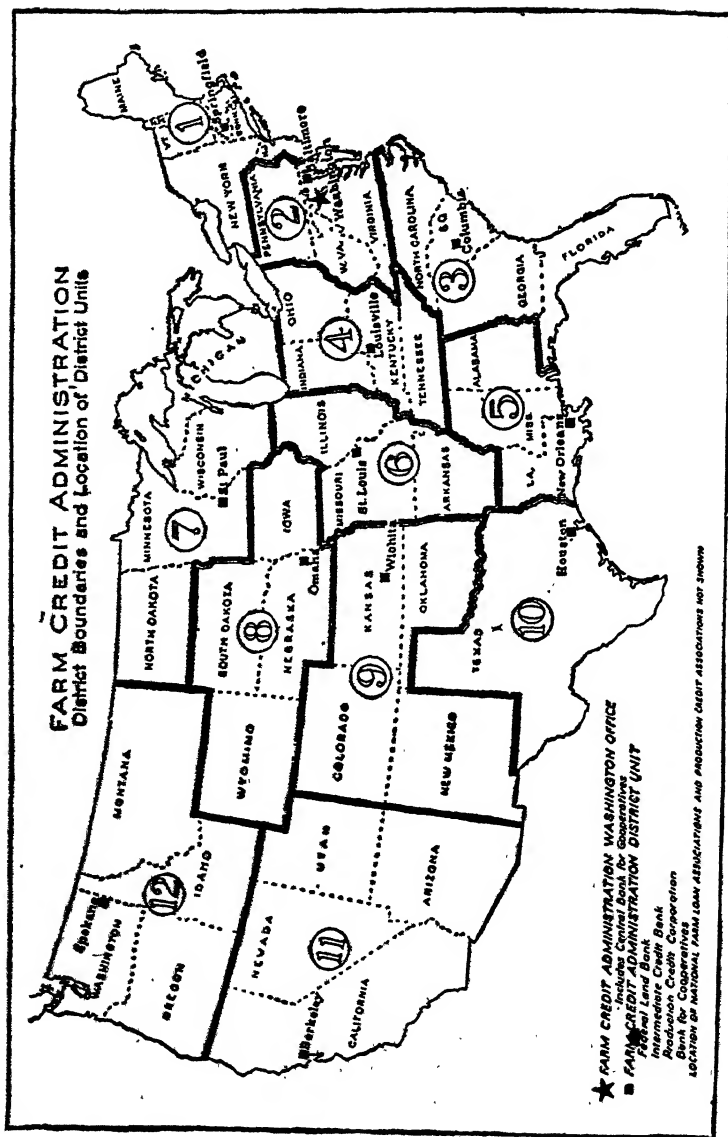 FARM CREDIT ADMINISTRATION
District Boundaries and Location of District Units
Spokane
WASHINGTON
OREGON
12
IDAHO
MONTANA
NEVADA
UTAH
11
Berkeley
CALIFORNIA
ARIZONA
NORTH DAKOTA
MINNESOTA
7
WISCONSIN
St. Paul
MICHIGAN
WYOMING
SOUTH DAKOTA
8
NEBRASKA
Omaha
IOWA
COLORADO
KANSAS
9
Wichita
OKLAHOMA
NEW MEXICO
TEXAS
10
Houston
ILLINOIS
MISSOURI
St. Louis
6
ARKANSAS
INDIANA
OHIO
4
Louisville
KENTUCKY
TENNESSEE
ALABAMA
5
MISS
LA.
New Orleans
MAINE
VT
1
Springfield
NEW YORK
PENNSYLVANIA
2
Baltimore
Washington
W.VA
VIRGINIA
NORTH CAROLINA
3
SO
Columbia
GEORGIA
FLORIDA
FARM CREDIT ADMINISTRATION WASHINGTON OFFICE
Includes Central Bank for Cooperatives
FARM CREDIT ADMINISTRATION DISTRICT UNIT
Federal Land Bank
Intermediate Credit Bank
Production Credit Corporation
Bank for Cooperatives
LOCATION OF NATIONAL FARM LOAN ASSOCIATIONS AND PRODUCTION CREDIT ASSOCIATIONS NOT SHOWN